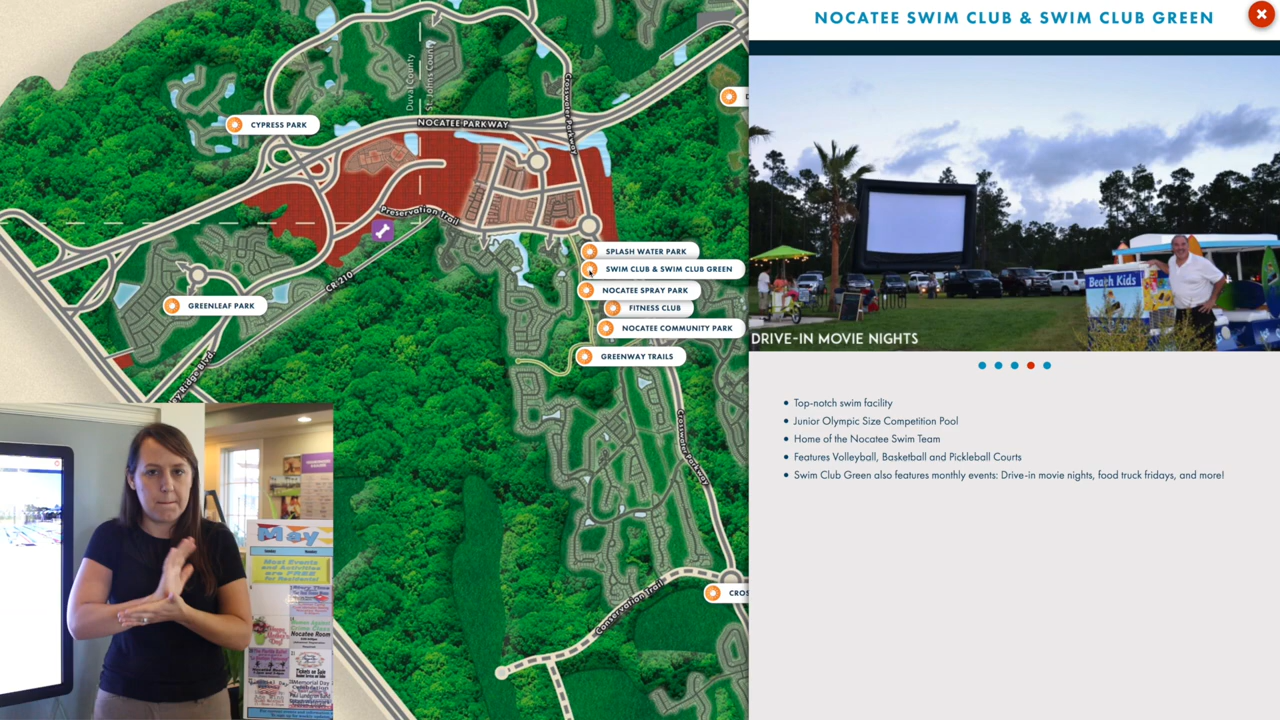 NOCATEE SWIM CLUB & SWIM CLUB GREEN
Duval County
St. Johns County
Crosswater Parkway
NOCATEE PARKWAY
CYPRESS PARK
Preservation Trail
CR 210
GREENLEAF PARK
SPLASH WATER PARK
SWIM CLUB & SWIM CLUB GREEN
NOCATEE SPRAY PARK
FITNESS CLUB
NOCATEE COMMUNITY PARK
GREENWAY TRAILS
Ridge Blvd.
Crosswater Parkway
Conservation Trail
CROS
Beach Kids
DRIVE-IN MOVIE NIGHTS
• Top-notch swim facility
• Junior Olympic Size Competition Pool
• Home of the Nocatee Swim Team
• Features Volleyball, Basketball and Pickleball Courts
• Swim Club Green also features monthly events: Drive-in movie nights, food truck fridays, and more!
May
Most Events
and Activities
are FREE
for Residents!
Nocatee Room
Memorial Day
Celebration